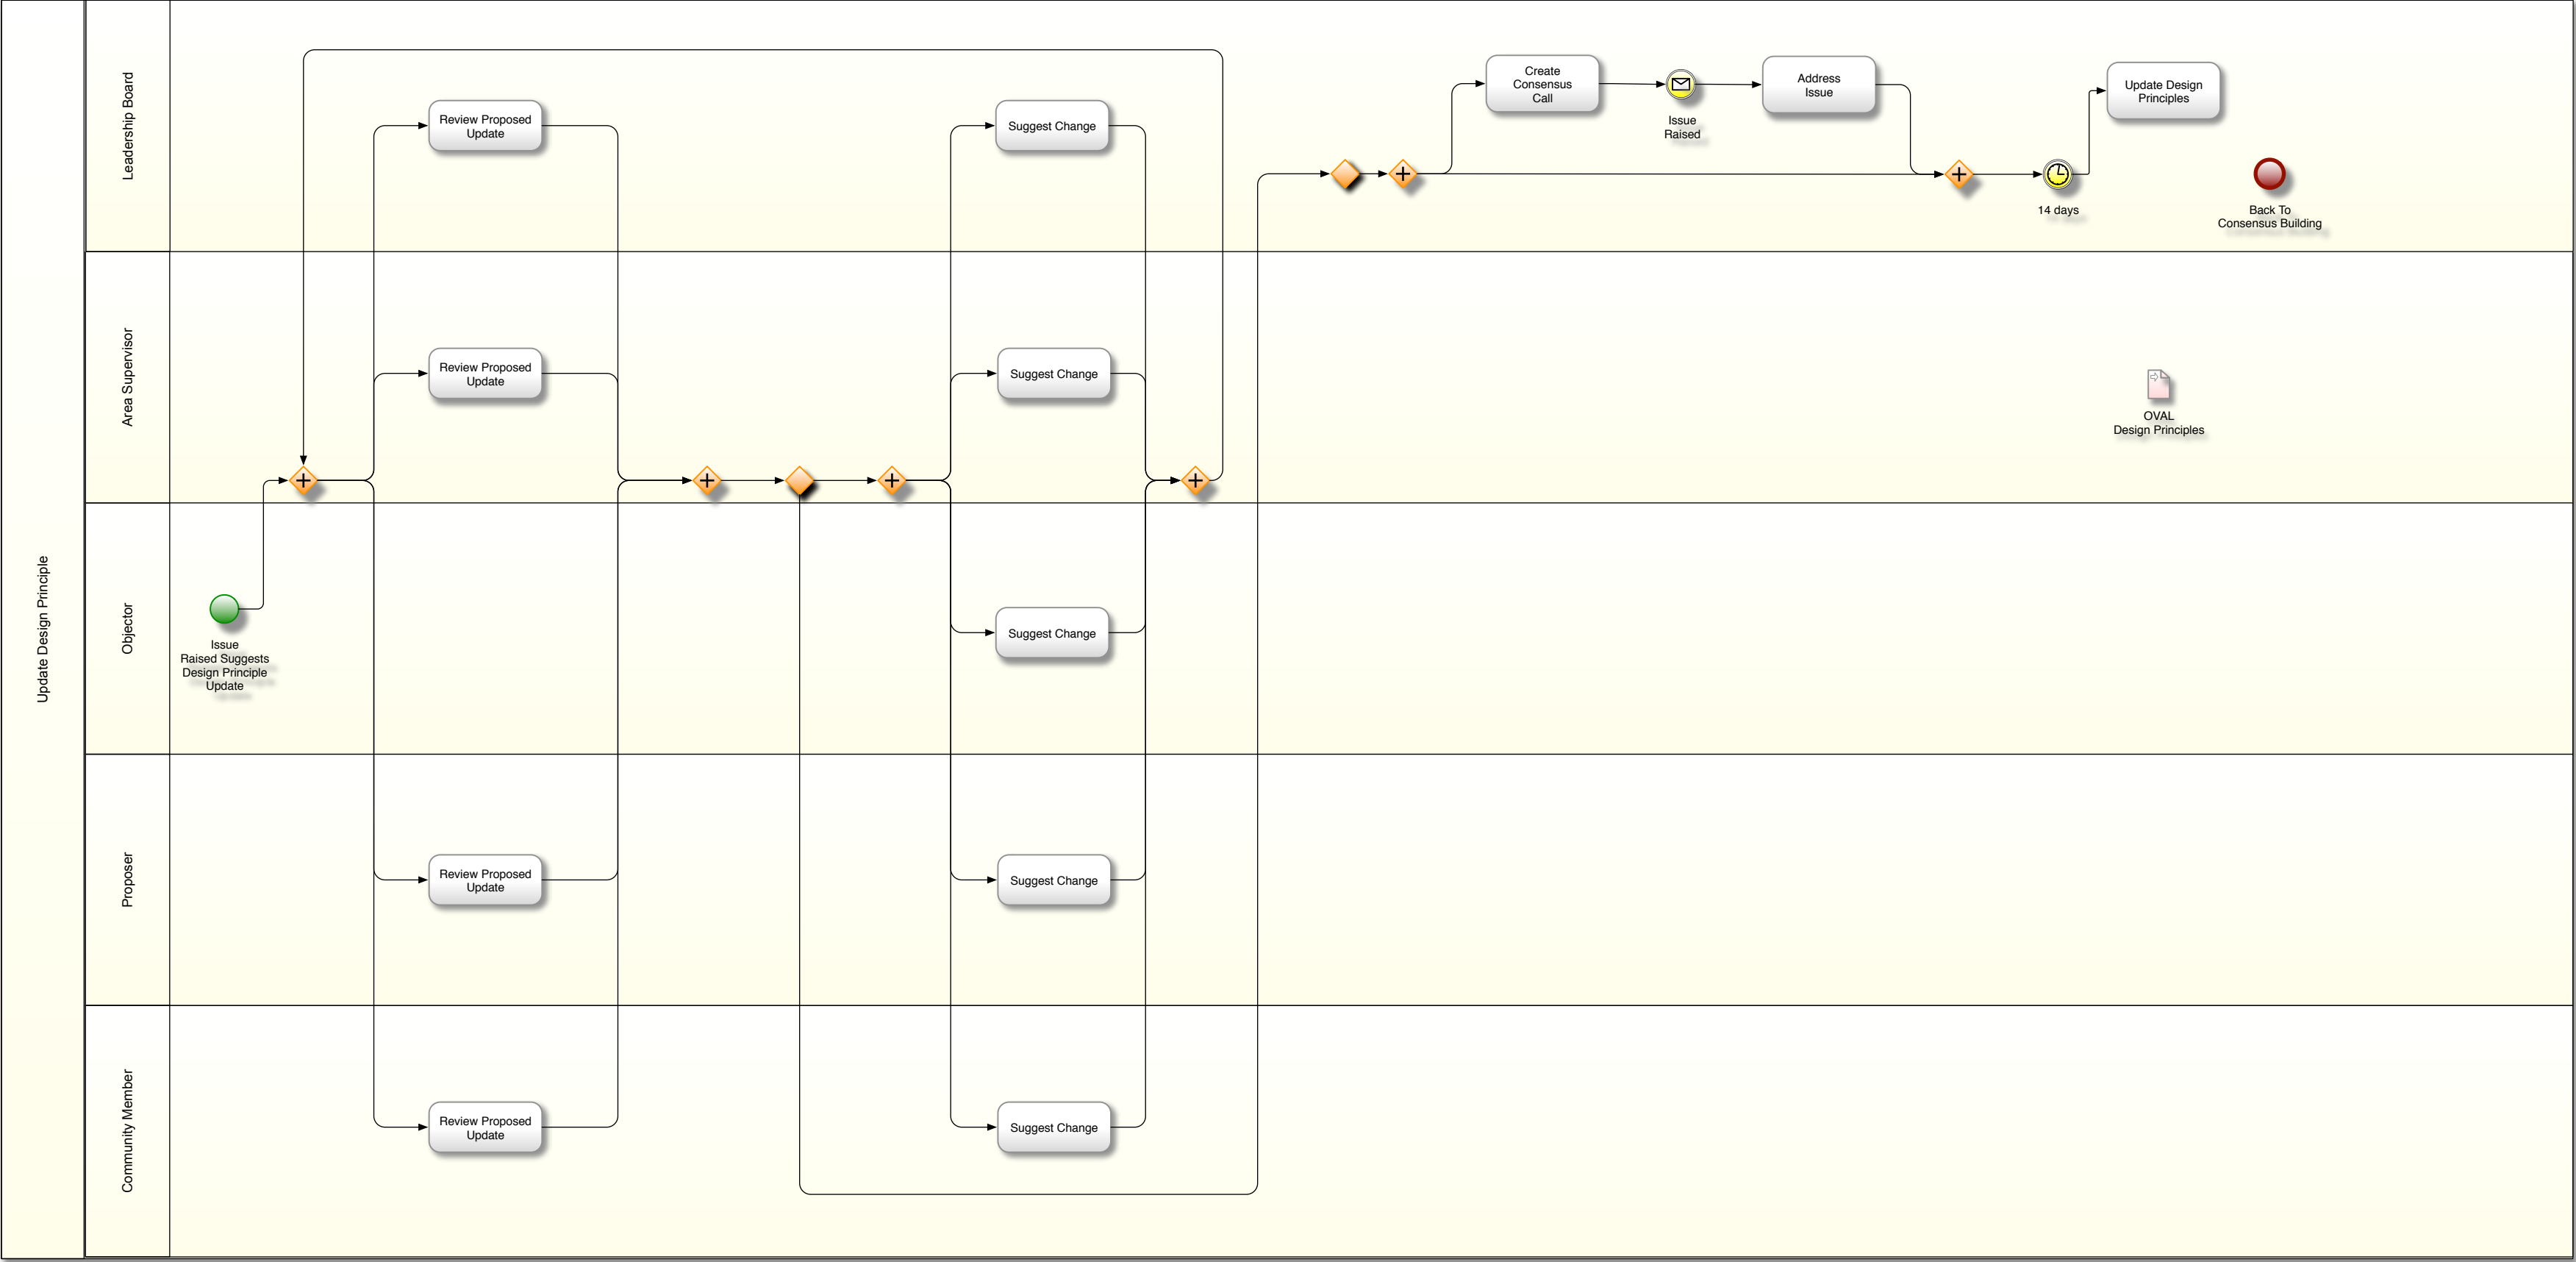 Update Design Principle
Leadership Board
Review Proposed
Update
Suggest Change
Create
Consensus
Call
Issue
Raised
Address
Issue
14 days
Update Design
Principles
Back To
Consensus Building
Area Supervisor
Review Proposed
Update
Suggest Change
OVAL
Design Principles
Objector
Issue
Raised Suggests
Design Principle
Update
Suggest Change
Proposer
Review Proposed
Update
Suggest Change
Community Member
Review Proposed
Update
Suggest Change